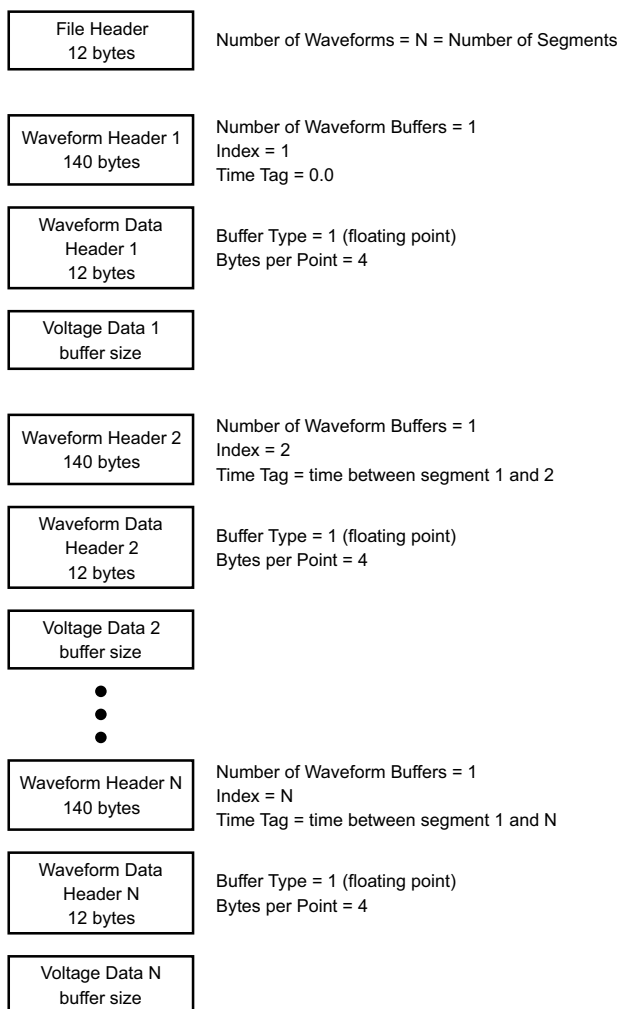 File Header
12 bytes
Number of Waveforms = N = Number of Segments
Waveform Header 1
140 bytes
Number of Waveform Buffers = 1
Index = 1
Time Tag = 0.0
Waveform Data
Header 1
12 bytes
Buffer Type = 1 (floating point)
Bytes per Point = 4
Voltage Data 1
buffer size
Waveform Header 2
140 bytes
Number of Waveform Buffers = 1
Index = 2
Time Tag = time between segment 1 and 2
Waveform Data
Header 2
12 bytes
Buffer Type = 1 (floating point)
Bytes per Point = 4
Voltage Data 2
buffer size
Waveform Header N
140 bytes
Number of Waveform Buffers = 1
Index = N
Time Tag = time between segment 1 and N
Waveform Data
Header N
12 bytes
Buffer Type = 1 (floating point)
Bytes per Point = 4
Voltage Data N
buffer size